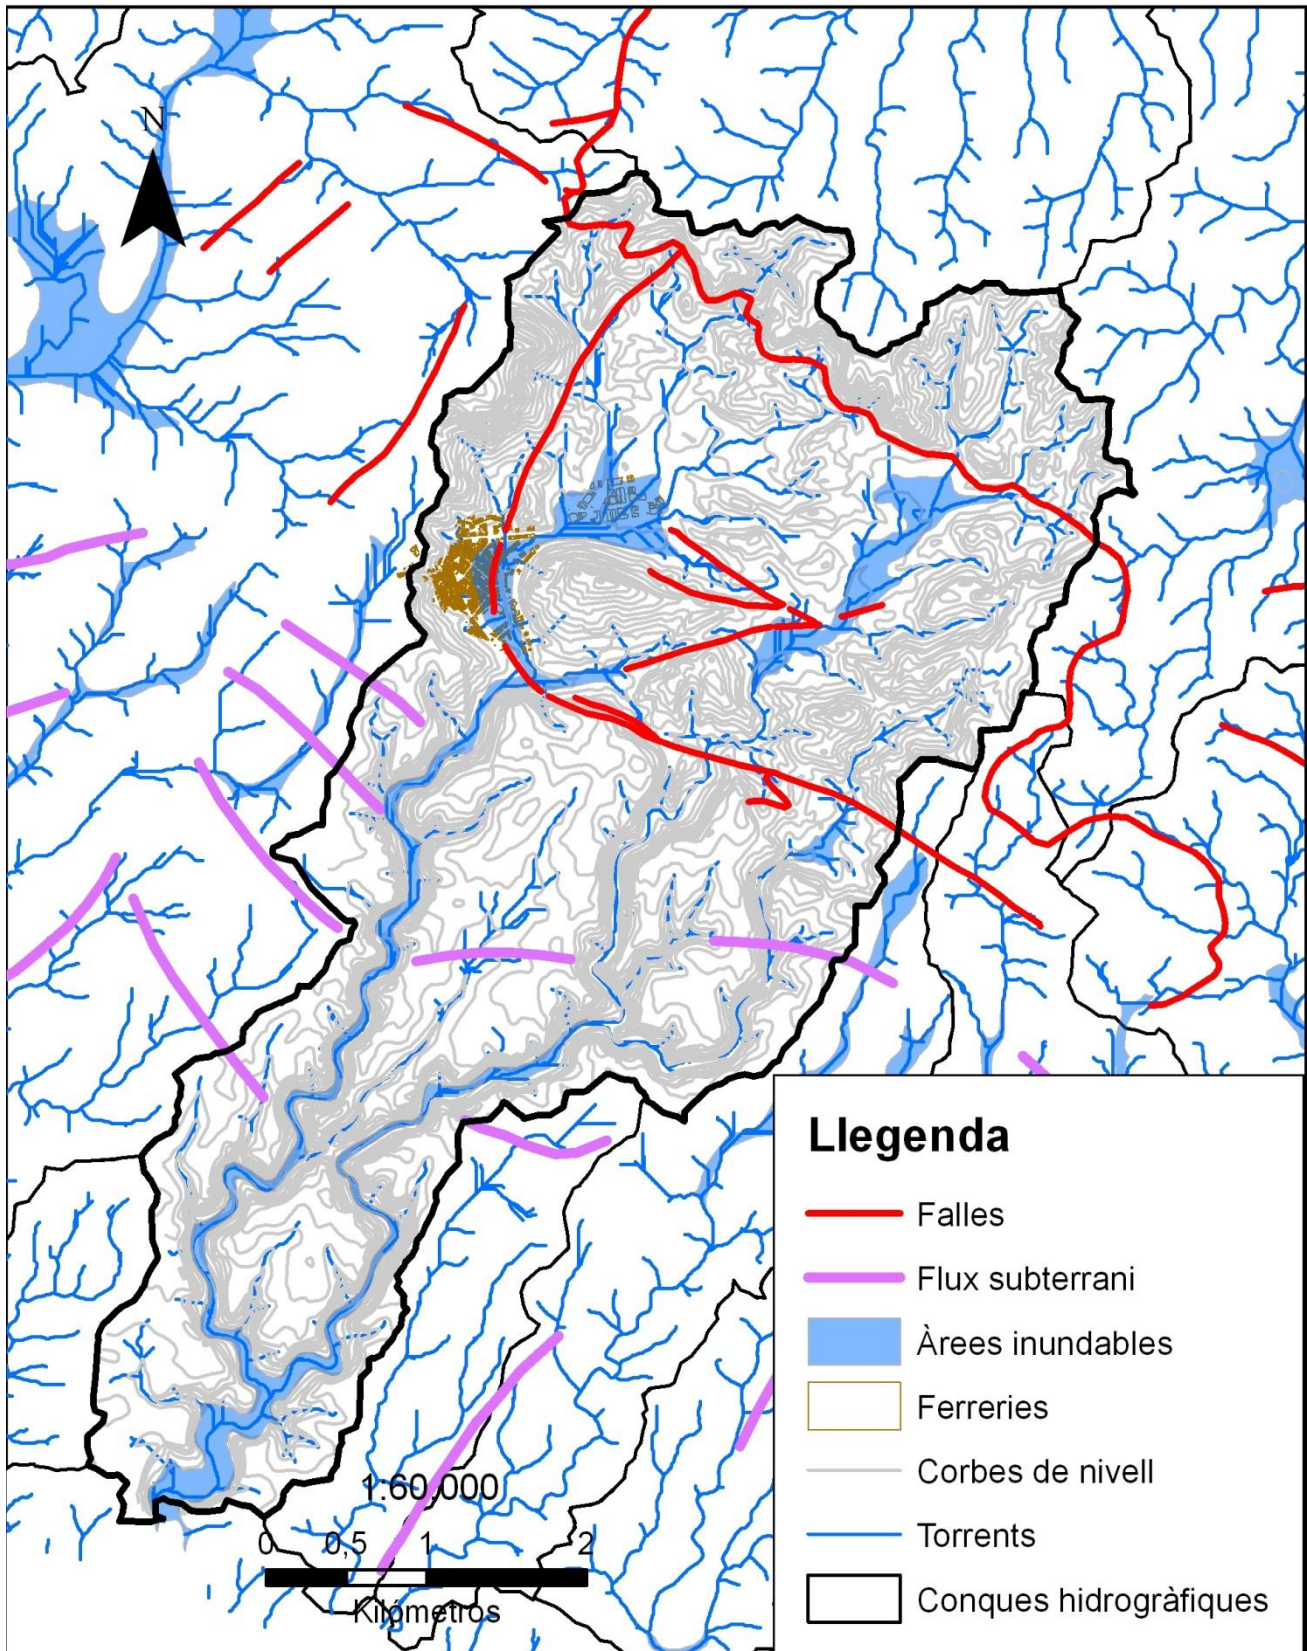 N
Llegenda
Falles
Flux subterrani
Àrees inundables
Ferreries
Corbes de nivell
Torrents
Conques hidrogràfiques
1:60.000
0 0,5 1 2
Kilómetros